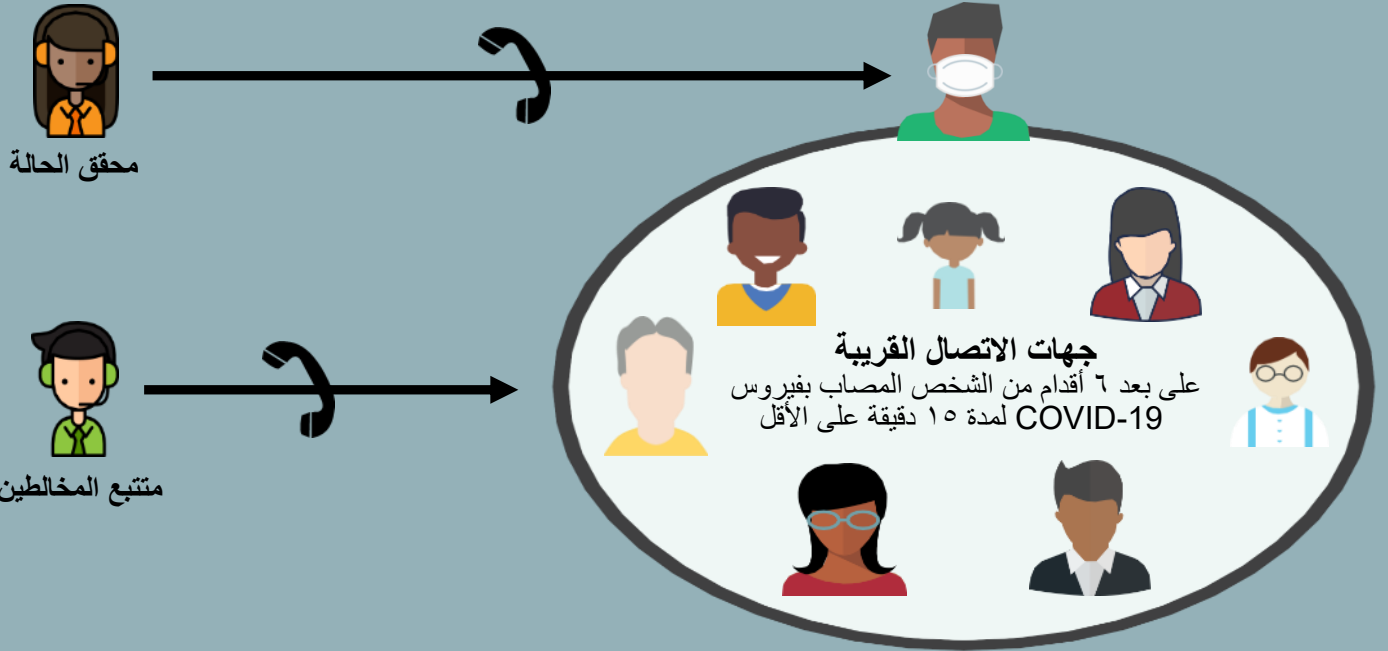 محقق الحالة
جهات الاتصال القريبة
على بعد ٦ أقدام من الشخص المصاب بفيروس
COVID-19 لمدة ١٥ دقيقة على الأقل
متتبع المخالطين